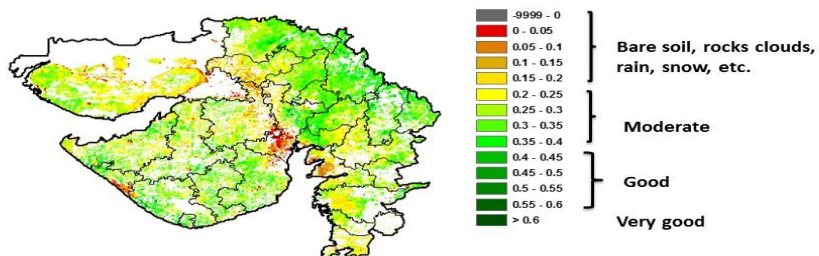 -9999 - 0
0 - 0.05
0.05 - 0.1
0.1 - 0.15
0.15 - 0.2
0.2 - 0.25
0.25 - 0.3
0.3 - 0.35
0.35 - 0.4
0.4 - 0.45
0.45 - 0.5
0.5 - 0.55
0.55 - 0.6
> 0.6
Bare soil, rocks clouds,
rain, snow, etc.
Moderate
Good
Very good